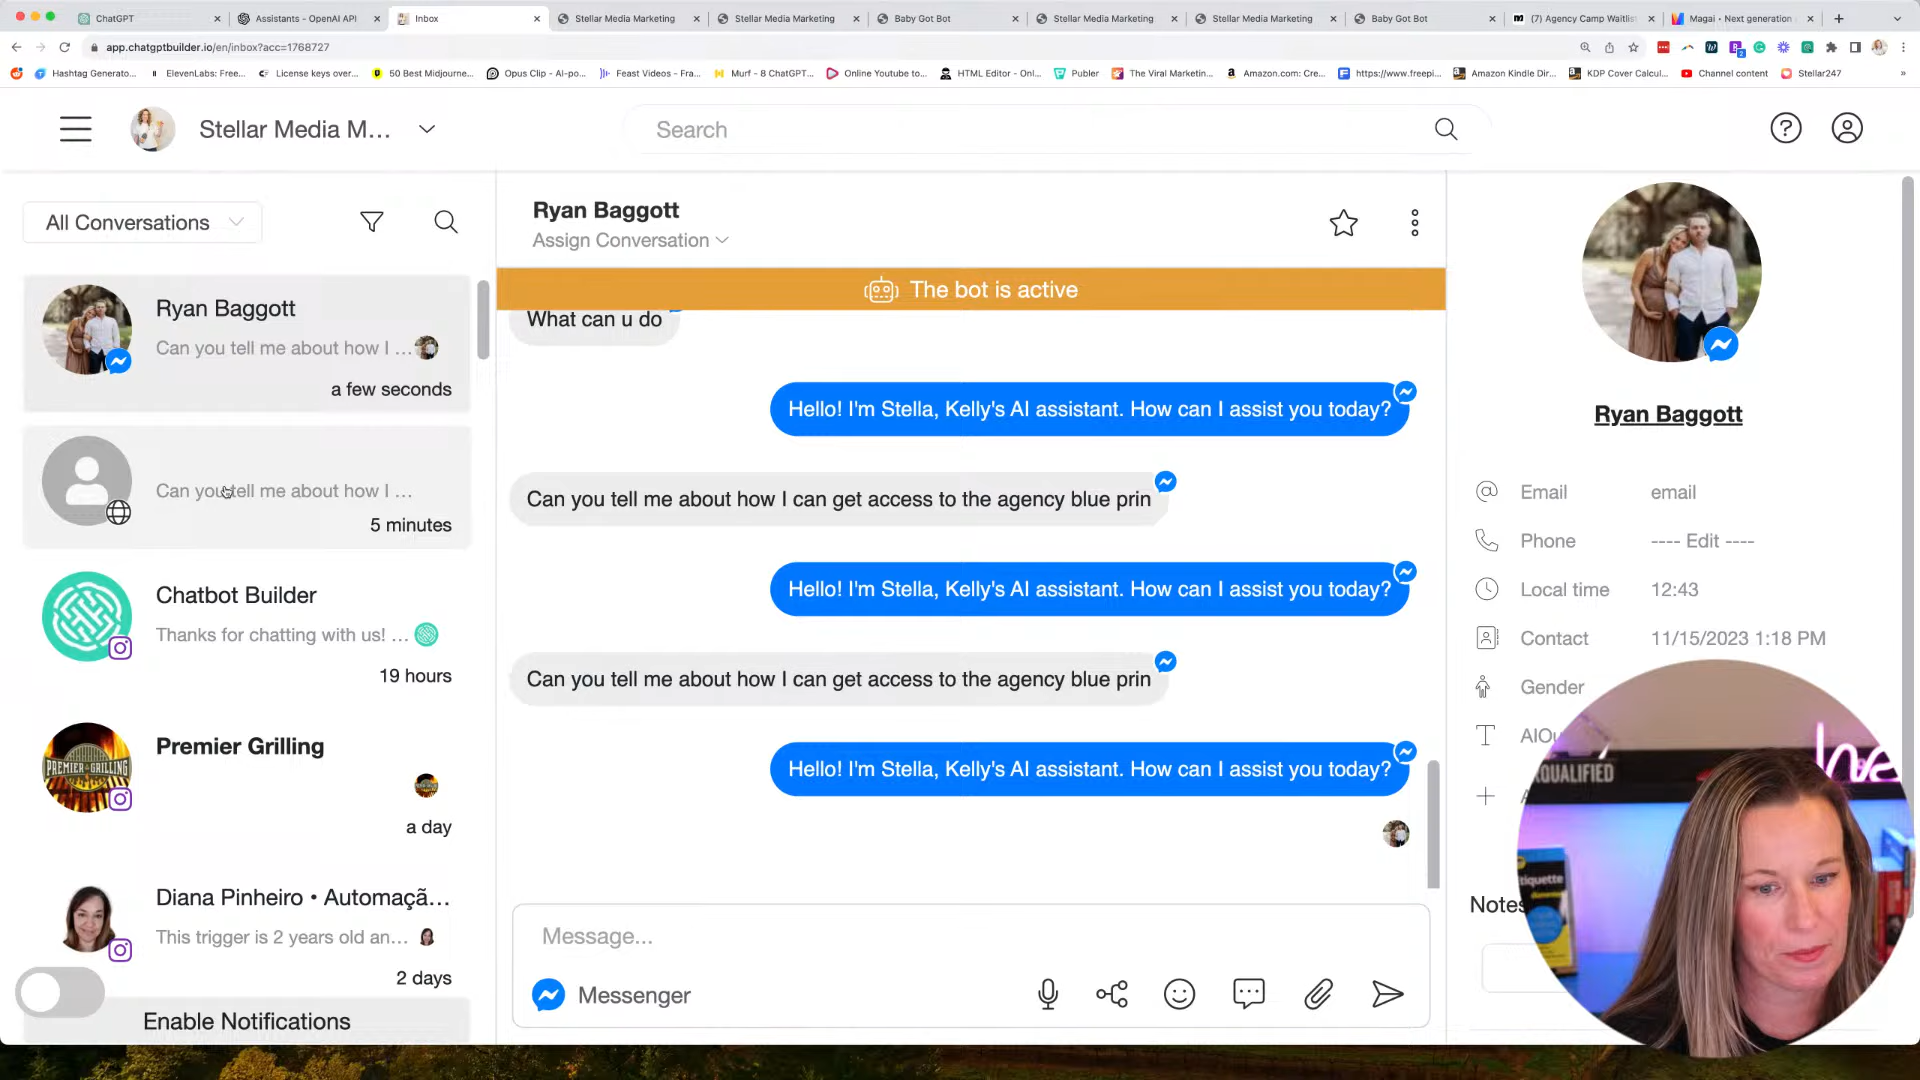 ChatGPT
Assistants - OpenAI API
Inbox
Stellar Media Marketing
Stellar Media Marketing
Baby Got Bot
Stellar Media Marketing
Stellar Media Marketing
Baby Got Bot
(7) Agency Camp Waitlis
Magai • Next generation
app.chatgptbuilder.io/en/inbox?acc=1768727
Hashtag Generato...
ElevenLabs: Free...
License keys over...
50 Best Midjourne...
Opus Clip - AI-po...
Feast Videos - Fra...
Murf - 8 ChatGPT...
Online Youtube to...
HTML Editor - Onl...
Publer
The Viral Marketin...
Amazon.com: Cre...
https://www.freepi...
Amazon Kindle Dir...
KDP Cover Calcul...
Channel content
Stellar247
Stellar Media M...
Search
All Conversations
Ryan Baggott
Can you tell me about how I ...
a few seconds
Can you tell me about how I ...
5 minutes
Chatbot Builder
Thanks for chatting with us! ...
19 hours
Premier Grilling
PREMIER GRILLING
a day
Diana Pinheiro • Automaçã...
This trigger is 2 years old an...
2 days
Enable Notifications
Ryan Baggott
Assign Conversation
The bot is active
What can u do
Hello! I'm Stella, Kelly's AI assistant. How can I assist you today?
Can you tell me about how I can get access to the agency blue prin
Hello! I'm Stella, Kelly's AI assistant. How can I assist you today?
Can you tell me about how I can get access to the agency blue prin
Hello! I'm Stella, Kelly's AI assistant. How can I assist you today?
Message...
Messenger
Ryan Baggott
Email email
Phone ---- Edit ----
Local time 12:43
Contact 11/15/2023 1:18 PM
Gender
AIOu
Notes
QUALIFIED
tiquette